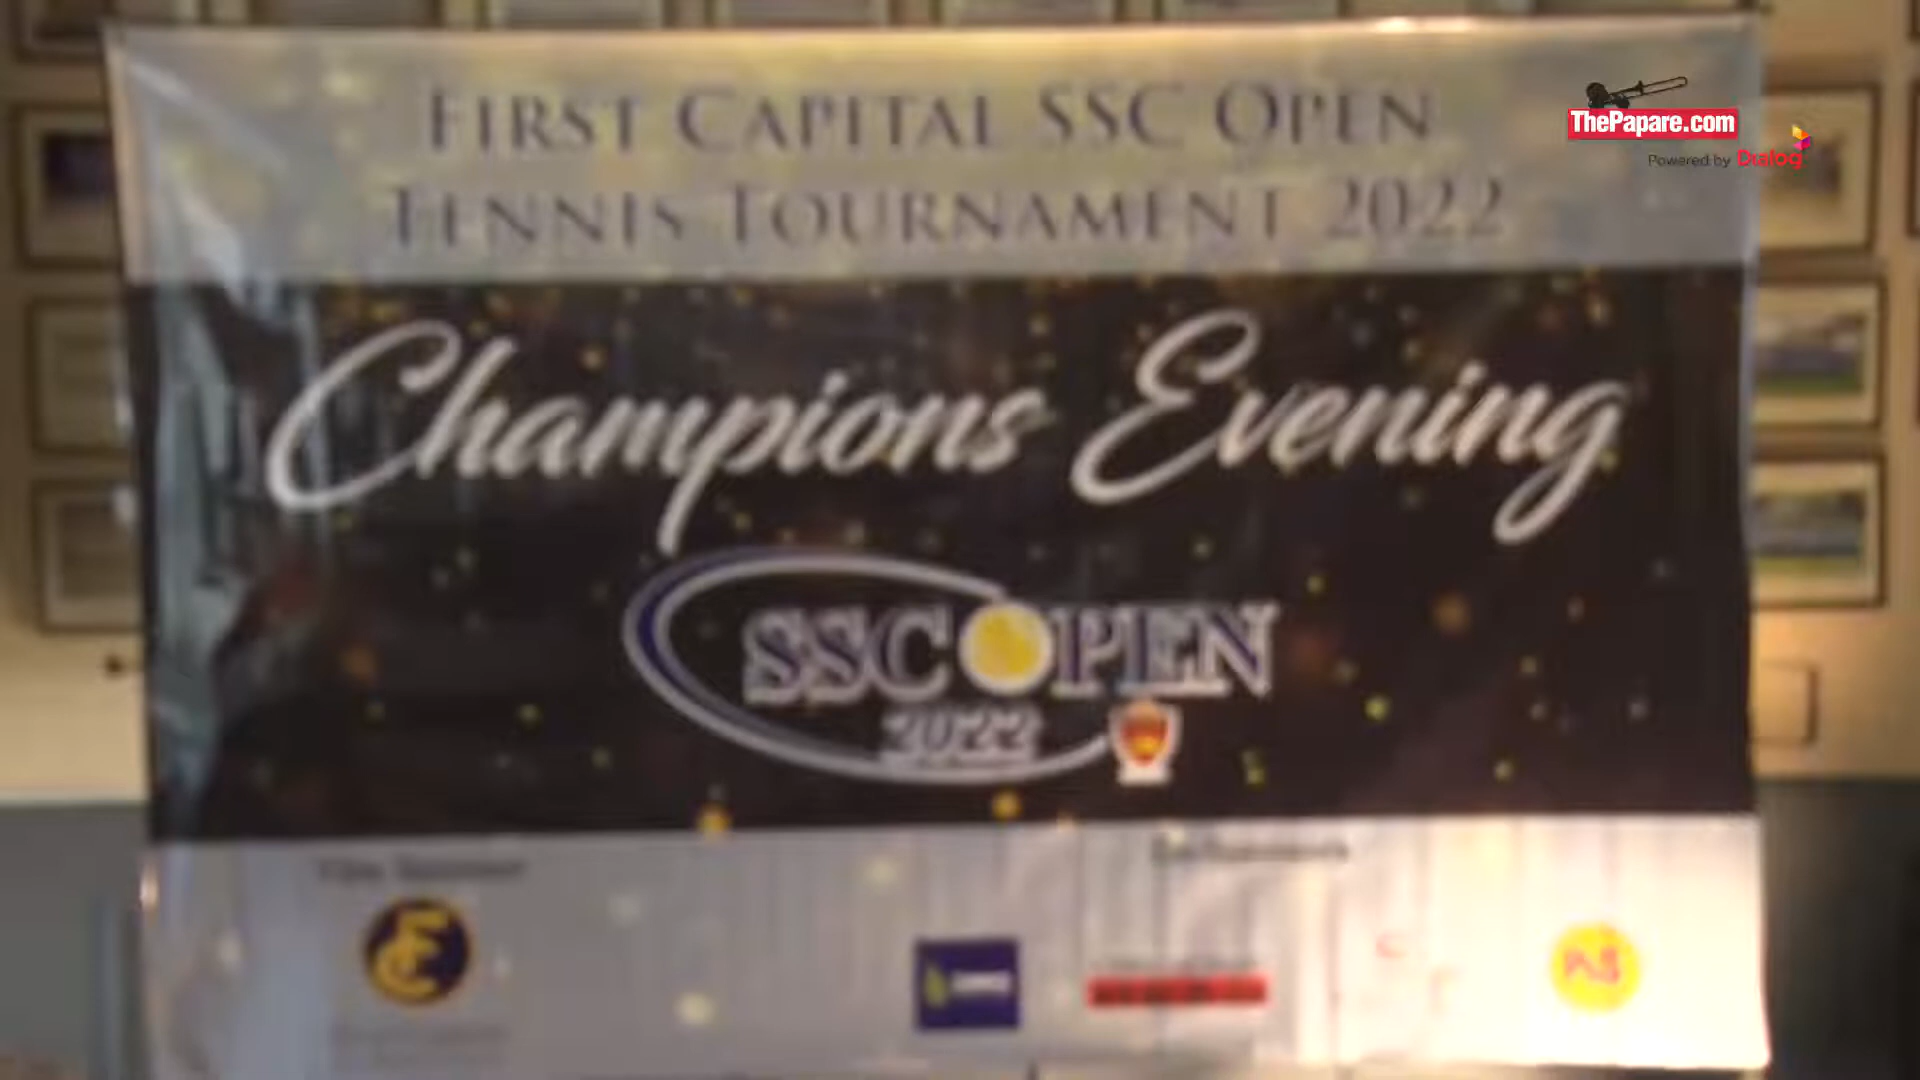 FIRST CAPITAL SSC OPEN
TENNIS TOURNAMENT 2022
ThePapare.com
Powered by Dialog
Champions Evening
SSC OPEN
2022